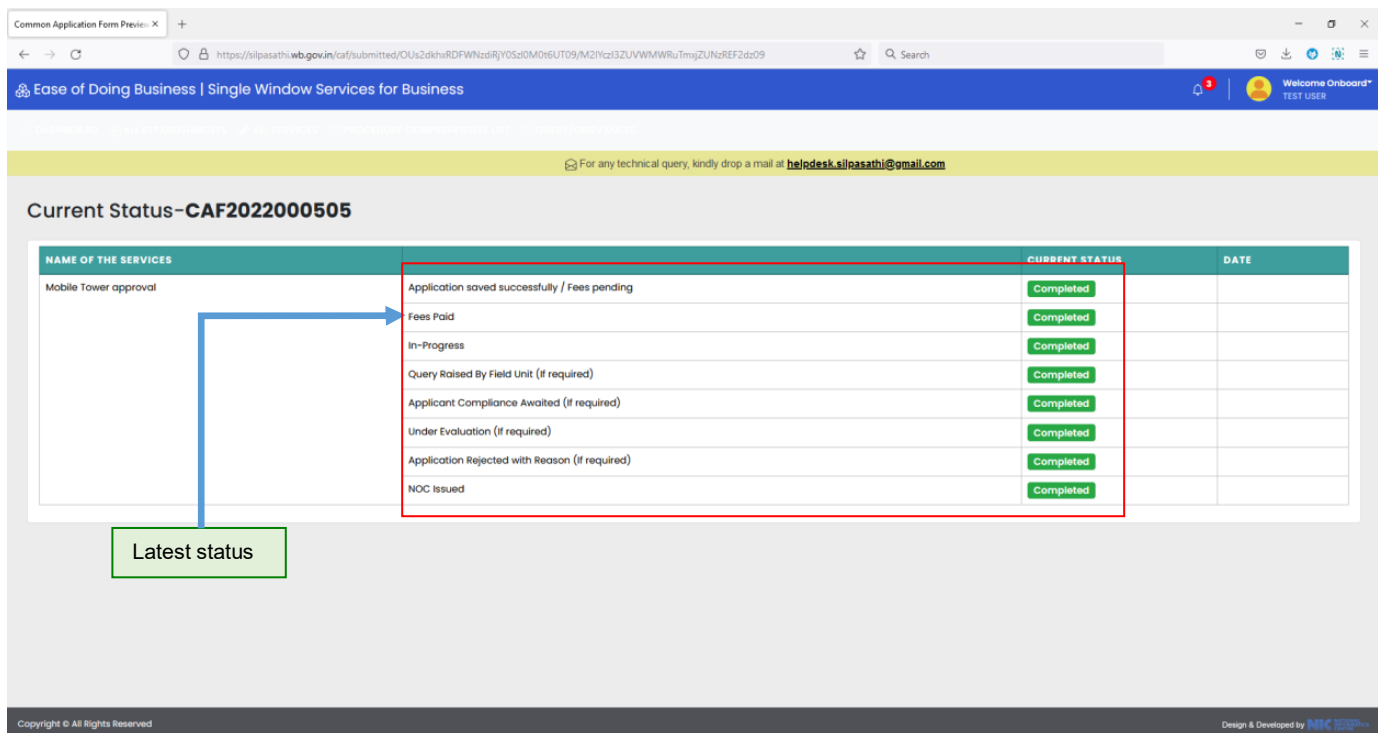 Common Application Form Preview × +
https://silpasathi.wb.gov.in/caf/submitted/
Search
Ease of Doing Business | Single Window Services for Business
3
Welcome Onboard
TEST USER
For any technical query, kindly drop a mail at helpdesk.silpasathi@gmail.com
Current Status-CAF2022000505
NAME OF THE SERVICES CURRENT STATUS DATE
Mobile Tower approval Application saved successfully / Fees pending Completed
Fees Paid Completed
In-Progress Completed
Query Raised By Field Unit (If required) Completed
Applicant Compliance Awaited (If required) Completed
Under Evaluation (If required) Completed
Application Rejected with Reason (If required) Completed
NOC Issued Completed
Latest status
Copyright © All Rights Reserved
Design & Developed by NIC